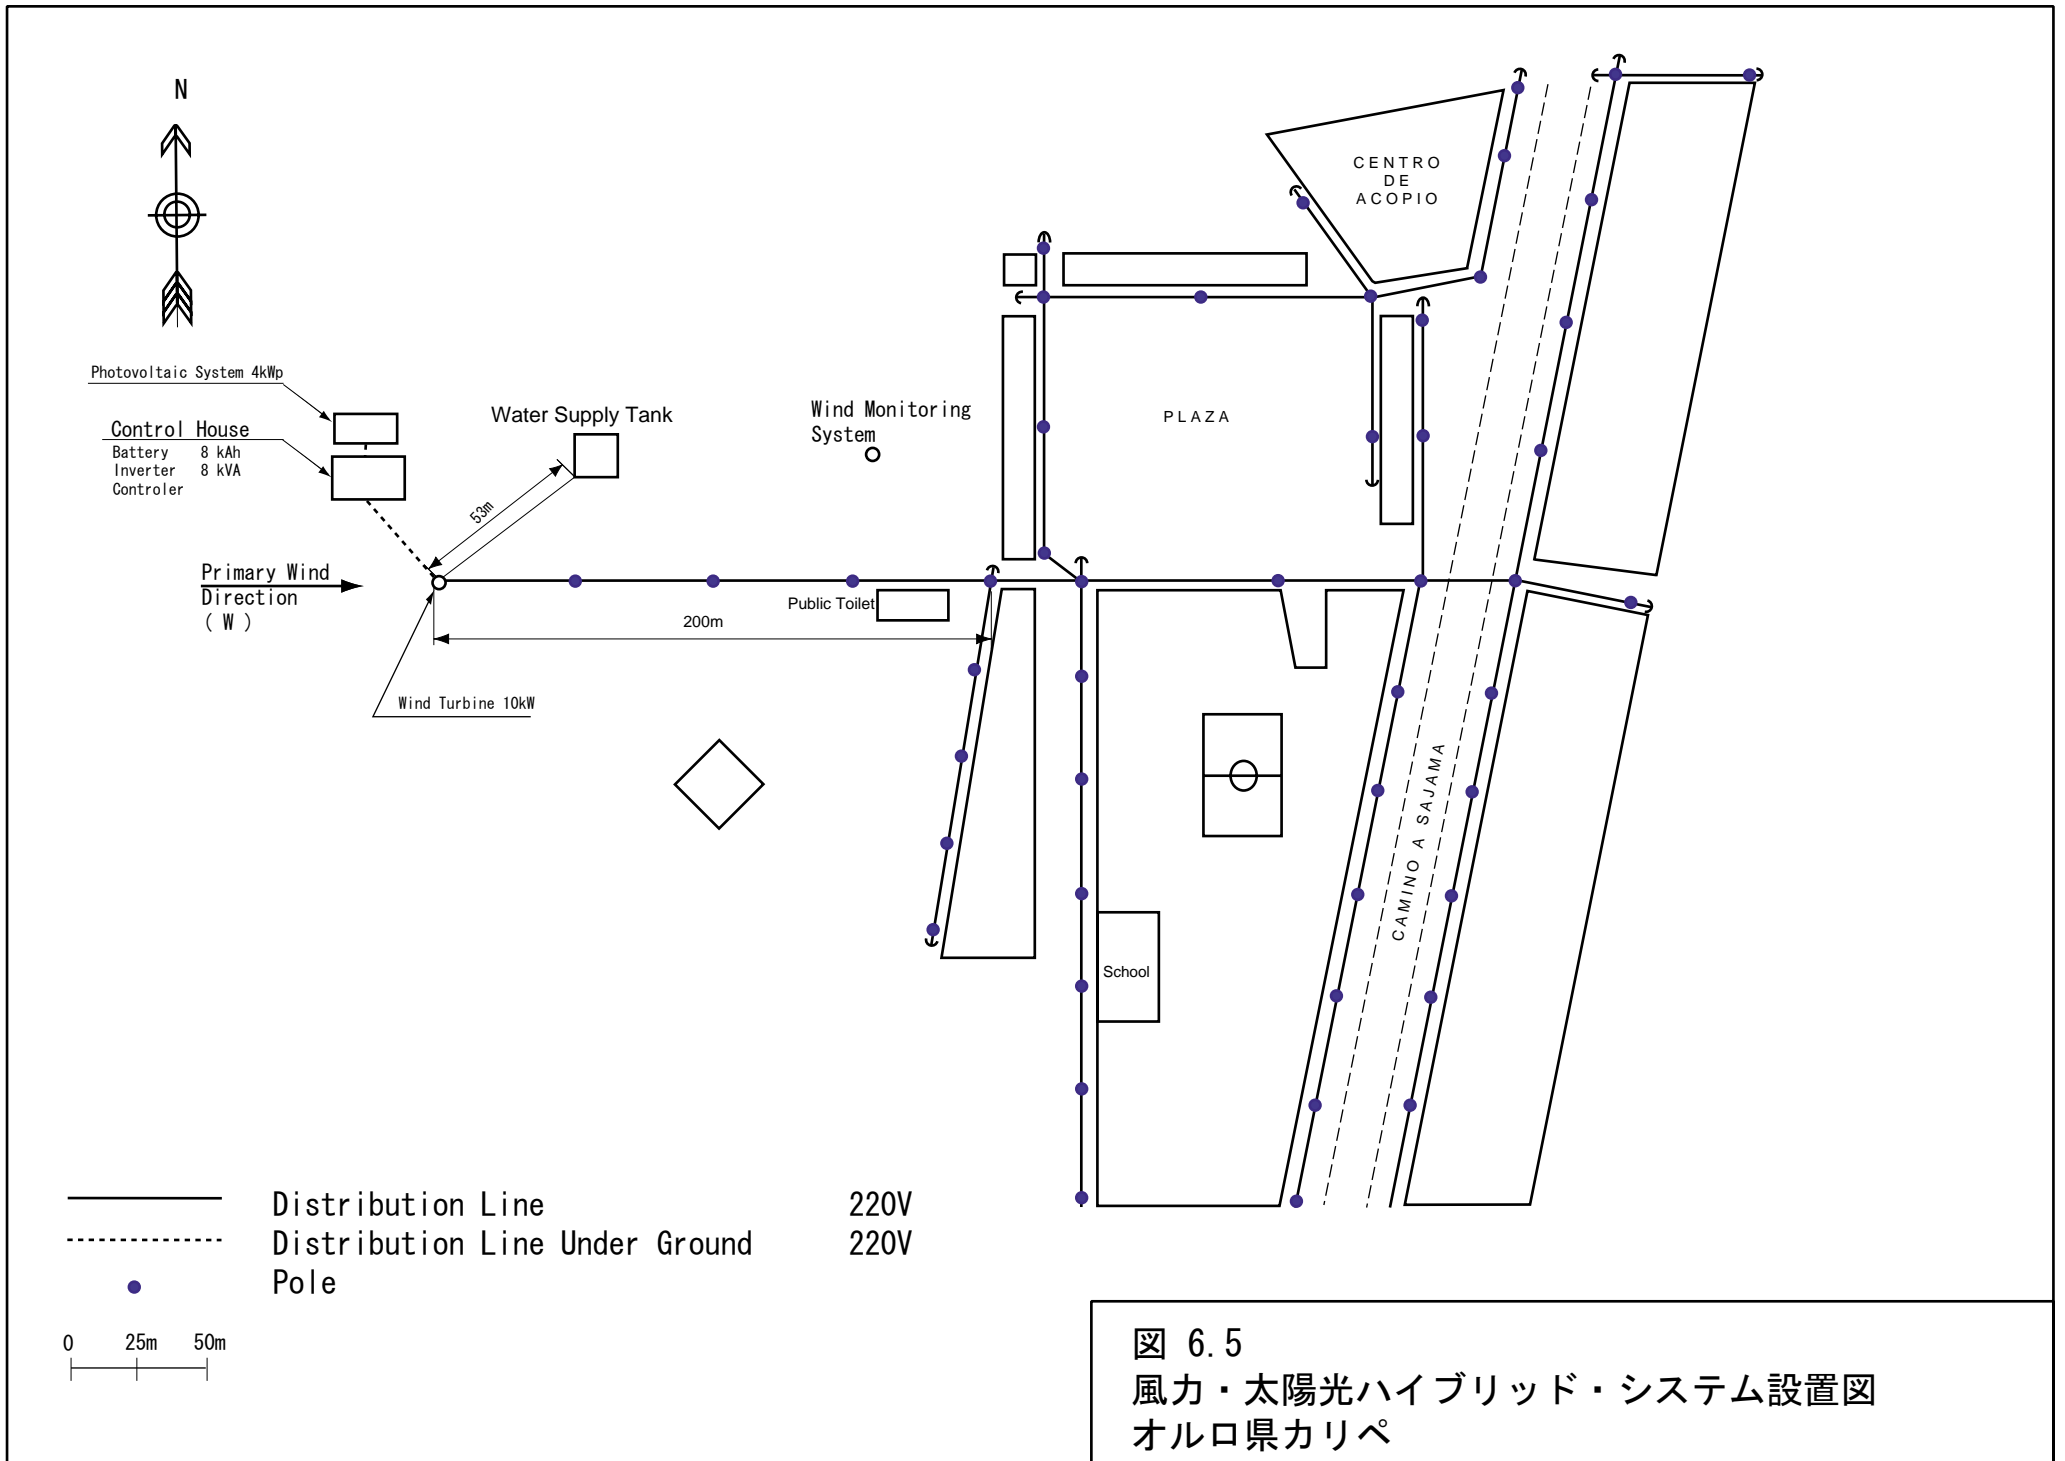 N
CENTRO
DE
ACOPIO
Photovoltaic System 4kWp
Control House
Battery 8 kAh
Inverter 8 kVA
Controler
Water Supply Tank
Wind Monitoring
System
PLAZA
53m
Primary Wind
Direction
( W )
Public Toilet
200m
Wind Turbine 10kW
CAMINO A SAJAMA
School
Distribution Line 220V
Distribution Line Under Ground 220V
Pole
0 25m 50m
図 6.5
風力・太陽光ハイブリッド・システム設置図
オルロ県カリペ